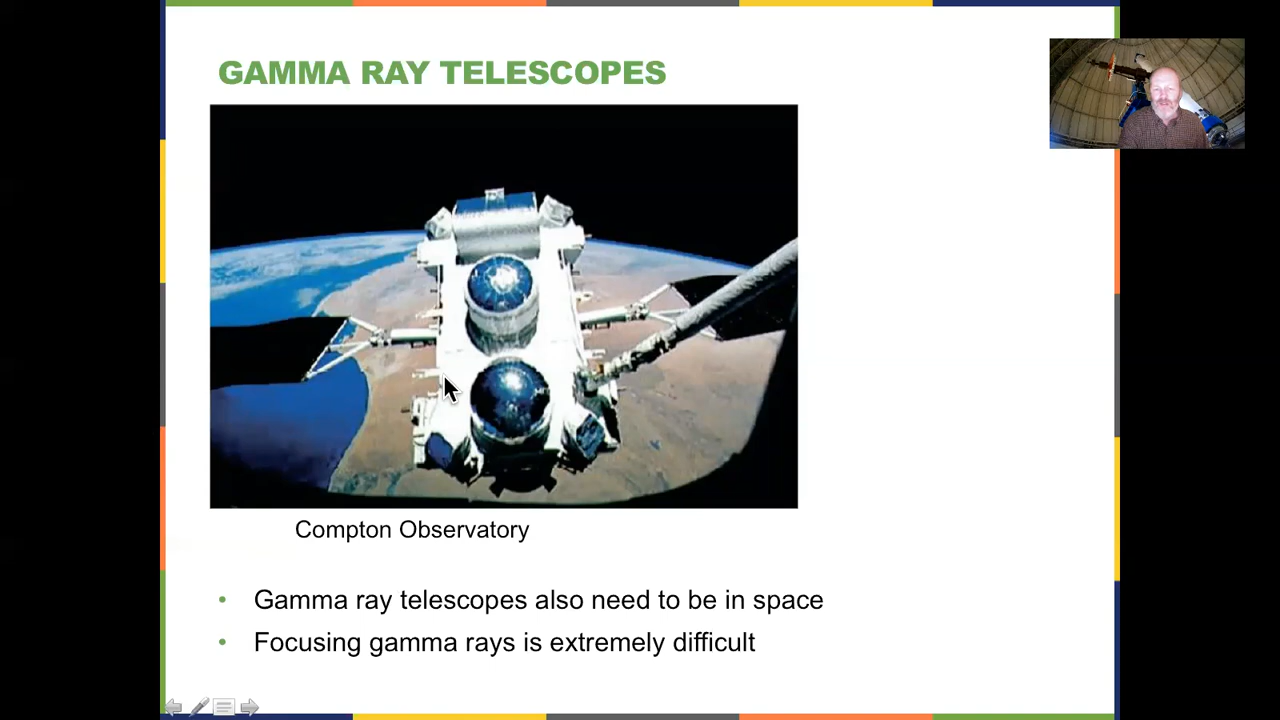 GAMMA RAY TELESCOPES
Compton Observatory
• Gamma ray telescopes also need to be in space
• Focusing gamma rays is extremely difficult